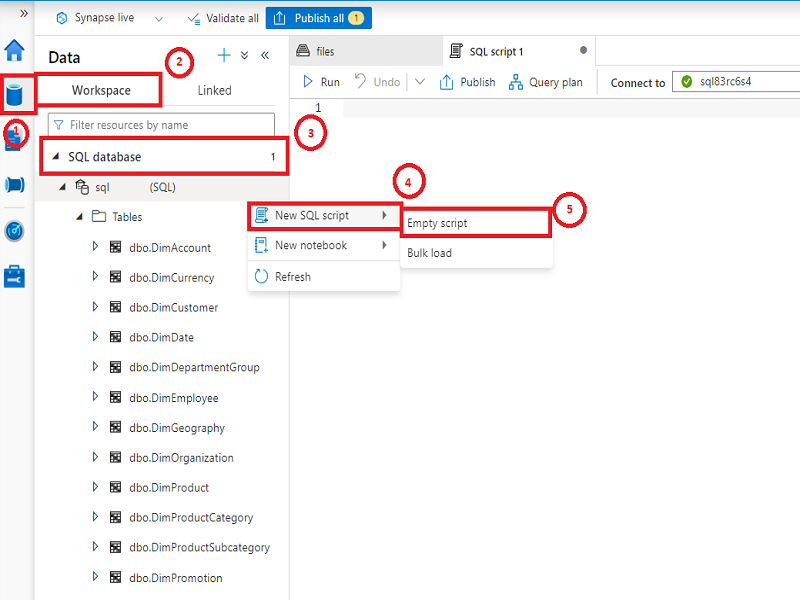 »
Synapse live
Validate all
Publish all 1
Data
files
SQL script 1
Workspace
Linked
Run
Undo
Publish
Query plan
Connect to
sql83rc6s4
1
2
3
4
5
1
Filter resources by name
SQL database 1
sql (SQL)
Tables
dbo.DimAccount
dbo.DimCurrency
dbo.DimCustomer
dbo.DimDate
dbo.DimDepartmentGroup
dbo.DimEmployee
dbo.DimGeography
dbo.DimOrganization
dbo.DimProduct
dbo.DimProductCategory
dbo.DimProductSubcategory
dbo.DimPromotion
New SQL script
New notebook
Refresh
Empty script
Bulk load